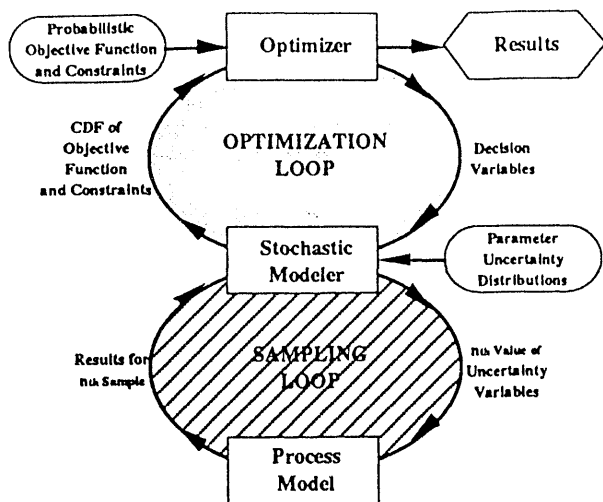 Probabilistic
Objective Function
and Constraints
Optimizer
Results
CDF of
Objective
Function
and Constraints
OPTIMIZATION
LOOP
Decision
Variables
Stochastic
Modeler
Parameter
Uncertainty
Distributions
Results for
nth Sample
SAMPLING
LOOP
nth Value of
Uncertainty
Variables
Process
Model